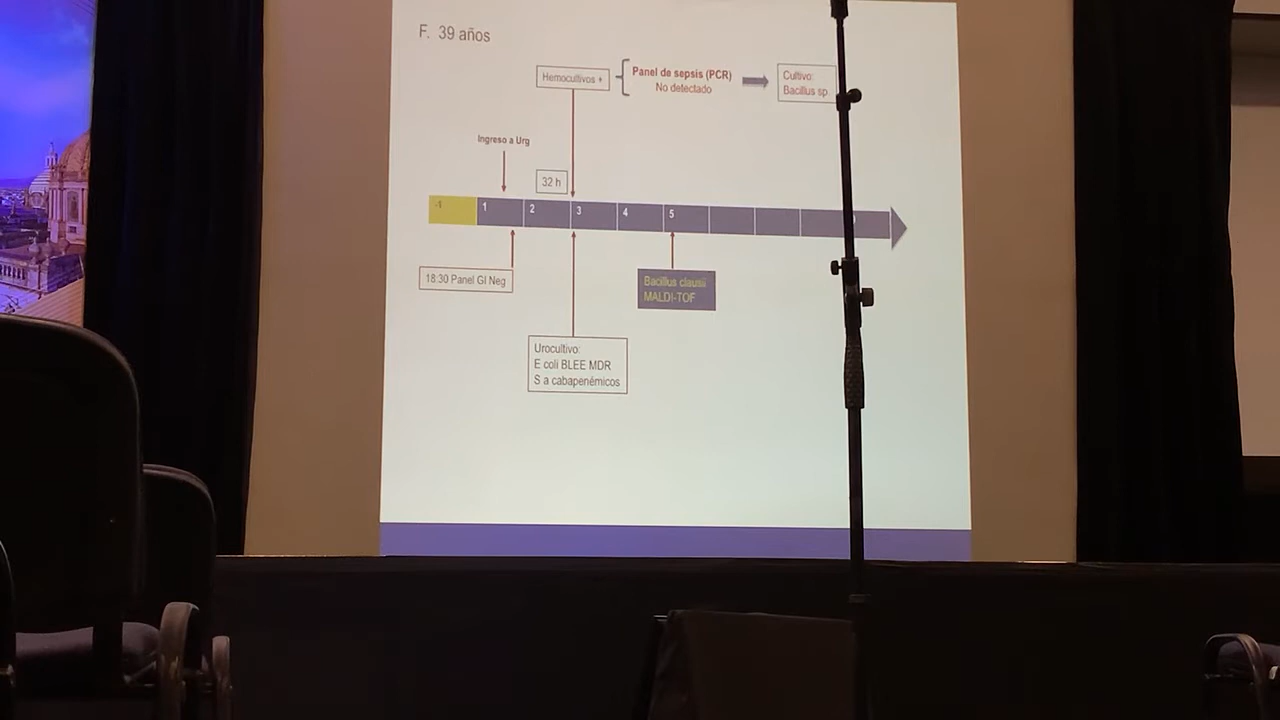 F. 39 años
Hemocultivos +
Panel de sepsis (PCR)
No detectado
Cultivo:
Bacillus sp.
Ingreso a Urg
32 h
-1
1
2
3
4
5
18:30 Panel GI Neg
Bacillus clausii
MALDI-TOF
Urocultivo:
E coli BLEE MDR
S a cabapenémicos